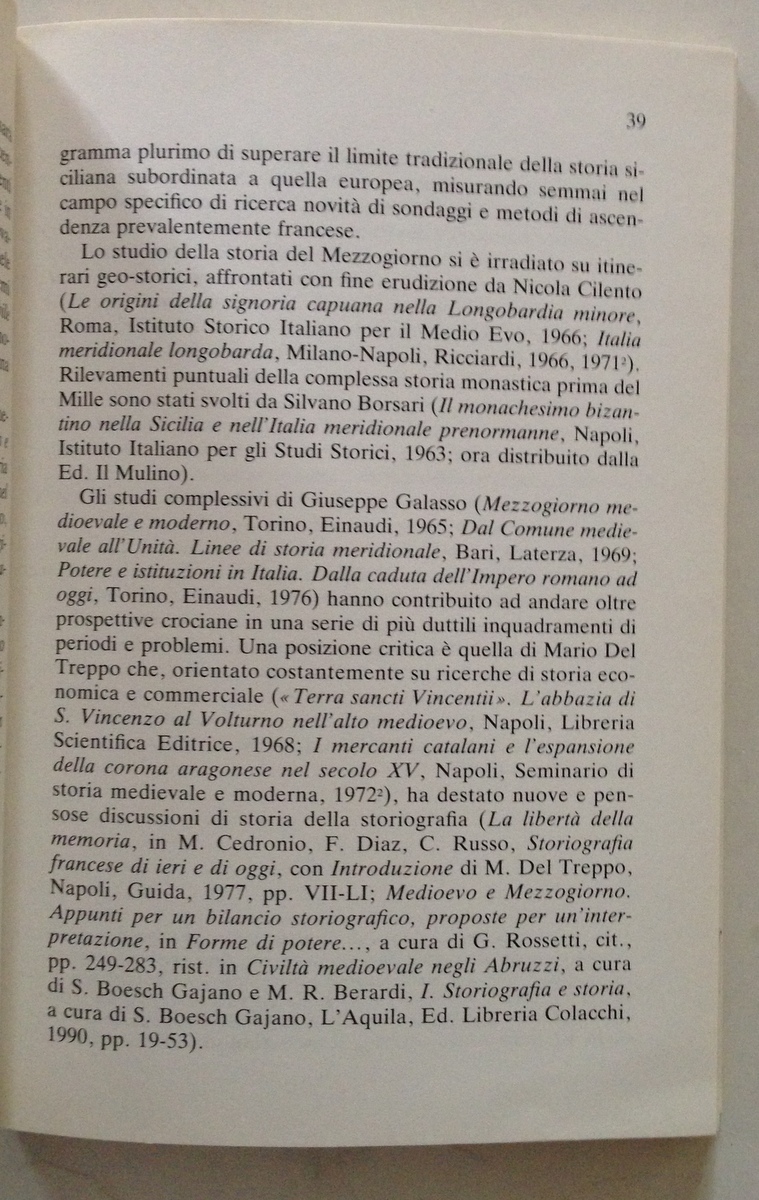 39
gramma plurimo di superare il limite tradizionale della storia si-
ciliana subordinata a quella europea, misurando semmai nel
campo specifico di ricerca novità di sondaggi e metodi di ascen-
denza prevalentemente francese.
Lo studio della storia del Mezzogiorno si è irradiato su itine-
rari geo-storici, affrontati con fine erudizione da Nicola Cilento
(Le origini della signoria capuana nella Longobardia minore,
Roma, Istituto Storico Italiano per il Medio Evo, 1966; Italia
meridionale longobarda, Milano-Napoli, Ricciardi, 1966, 1971²).
Rilevamenti puntuali della complessa storia monastica prima del
Mille sono stati svolti da Silvano Borsari (Il monachesimo bizan-
tino nella Sicilia e nell'Italia meridionale prenormanne, Napoli,
Istituto Italiano per gli Studi Storici, 1963; ora distribuito dalla
Ed. Il Mulino).
Gli studi complessivi di Giuseppe Galasso (Mezzogiorno me-
dioevale e moderno, Torino, Einaudi, 1965; Dal Comune medie-
vale all'Unità. Linee di storia meridionale, Bari, Laterza, 1969;
Potere e istituzioni in Italia. Dalla caduta dell'Impero romano ad
oggi, Torino, Einaudi, 1976) hanno contribuito ad andare oltre
prospettive crociane in una serie di più duttili inquadramenti di
periodi e problemi. Una posizione critica è quella di Mario Del
Treppo che, orientato costantemente su ricerche di storia eco-
nomica e commerciale («Terra sancti Vincentii». L'abbazia di
S. Vincenzo al Volturno nell'alto medioevo, Napoli, Libreria
Scientifica Editrice, 1968; I mercanti catalani e l'espansione
della corona aragonese nel secolo XV, Napoli, Seminario di
storia medievale e moderna, 1972²), ha destato nuove e pen-
sose discussioni di storia della storiografia (La libertà della
memoria, in M. Cedronio, F. Diaz, C. Russo, Storiografia
francese di ieri e di oggi, con Introduzione di M. Del Treppo,
Napoli, Guida, 1977, pp. VII-LI; Medioevo e Mezzogiorno.
Appunti per un bilancio storiografico, proposte per un'inter-
pretazione, in Forme di potere..., a cura di G. Rossetti, cit.,
pp. 249-283, rist. in Civiltà medioevale negli Abruzzi, a cura
di S. Boesch Gajano e M. R. Berardi, I. Storiografia e storia,
a cura di S. Boesch Gajano, L'Aquila, Ed. Libreria Colacchi,
1990, pp. 19-53).